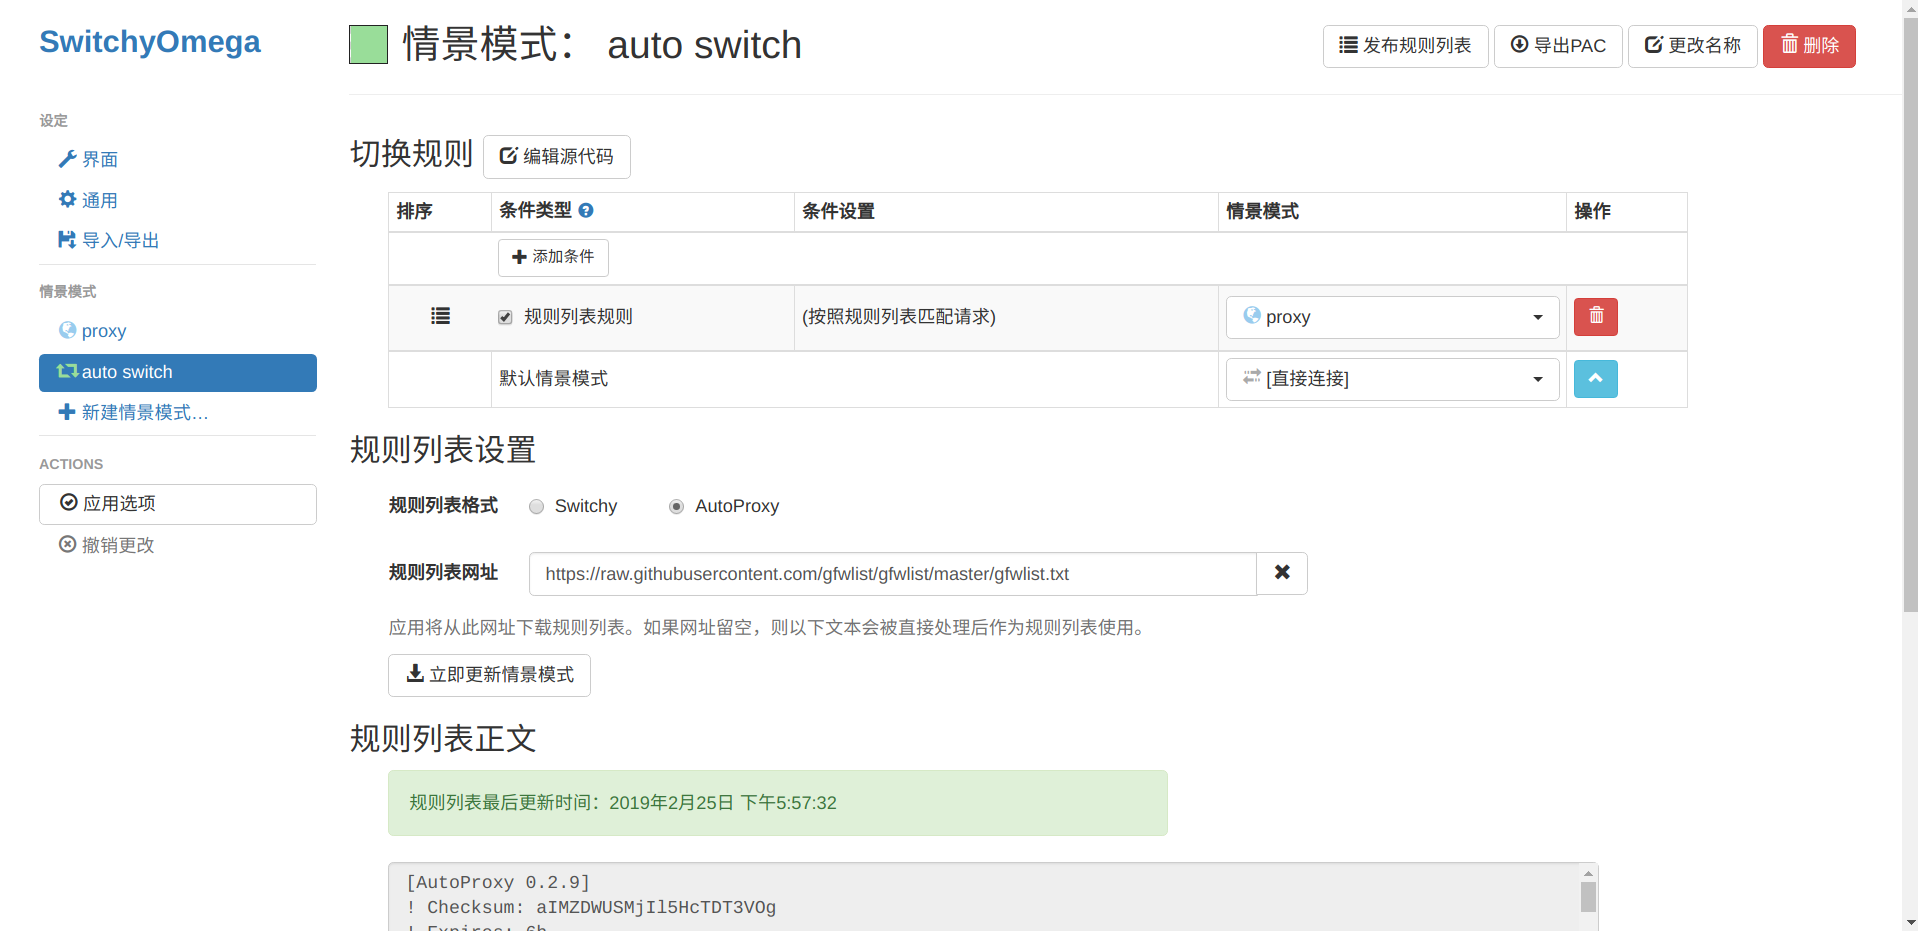 SwitchyOmega
设定
界面
通用
导入/导出
情景模式
proxy
auto switch
新建情景模式…
ACTIONS
应用选项
撤销更改
情景模式： auto switch
发布规则列表
导出PAC
更改名称
删除
切换规则
编辑源代码
排序 条件类型 条件设置 情景模式 操作
添加条件
规则列表规则 (按照规则列表匹配请求) proxy
默认情景模式 [直接连接]
规则列表设置
规则列表格式 Switchy AutoProxy
规则列表网址 https://raw.githubusercontent.com/gfwlist/gfwlist/master/gfwlist.txt
应用将从此网址下载规则列表。如果网址留空，则以下文本会被直接处理后作为规则列表使用。
立即更新情景模式
规则列表正文
规则列表最后更新时间：2019年2月25日 下午5:57:32
[AutoProxy 0.2.9]
! Checksum: aIMZDWUSMjIl5HcTDT3VOg
! Expires: 6h